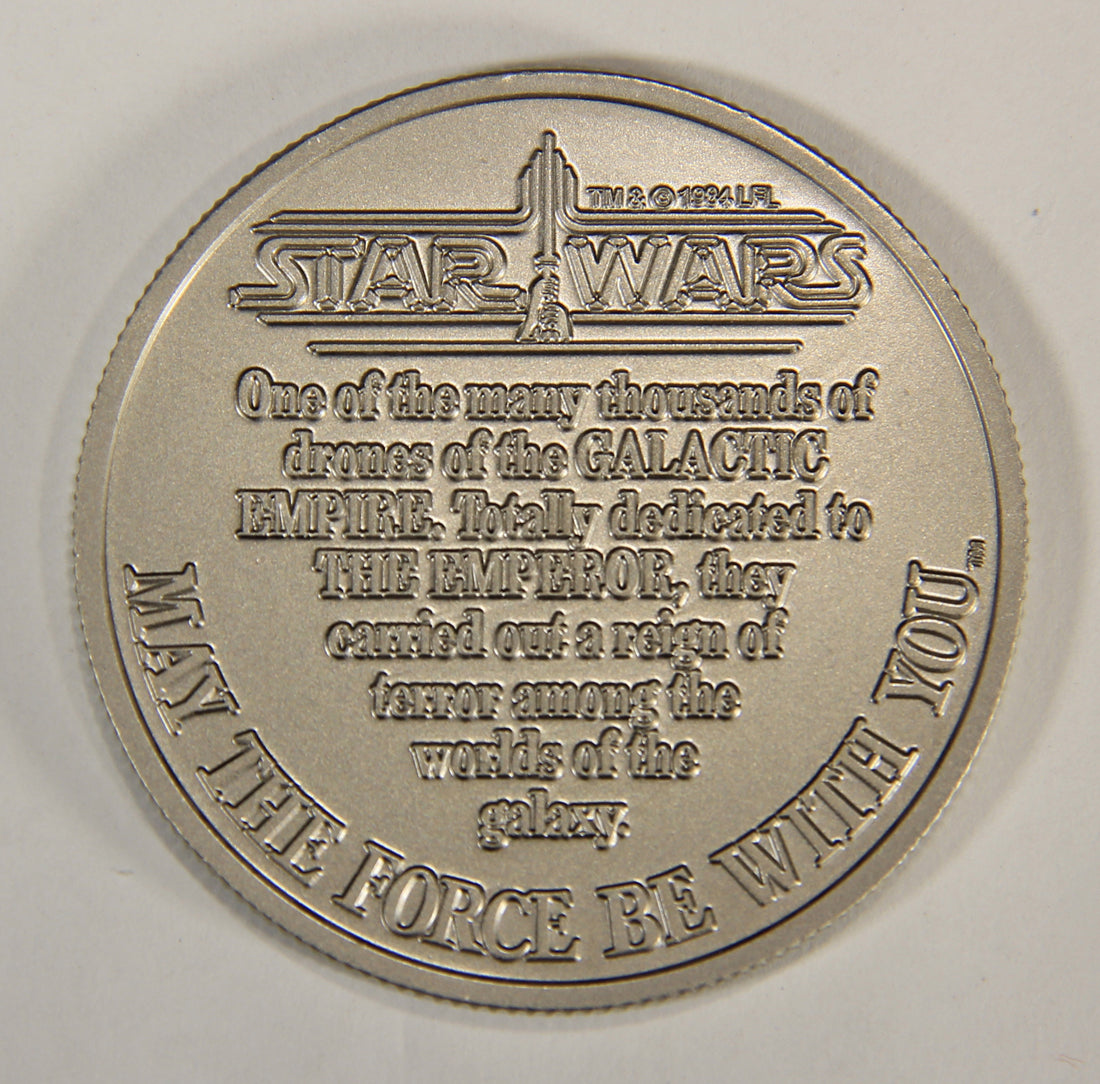 TM & © 1994 LFL
STAR WARS
One of the many thousands of
drones of the GALACTIC
EMPIRE. Totally dedicated to
THE EMPEROR, they
carried out a reign of
terror among the
worlds of the
galaxy.
MAY THE FORCE BE WITH YOU™